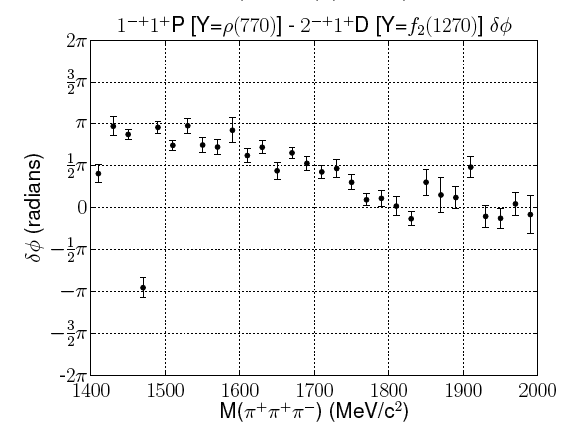 1⁻⁺1⁺P [Y=ρ(770)] - 2⁻⁺1⁺D [Y=f₂(1270)] δϕ
2π
3/2π
π
1/2π
0
−1/2π
−π
−3/2π
-2π
δϕ (radians)
1400 1500 1600 1700 1800 1900 2000
M(π⁺π⁺π⁻) (MeV/c²)